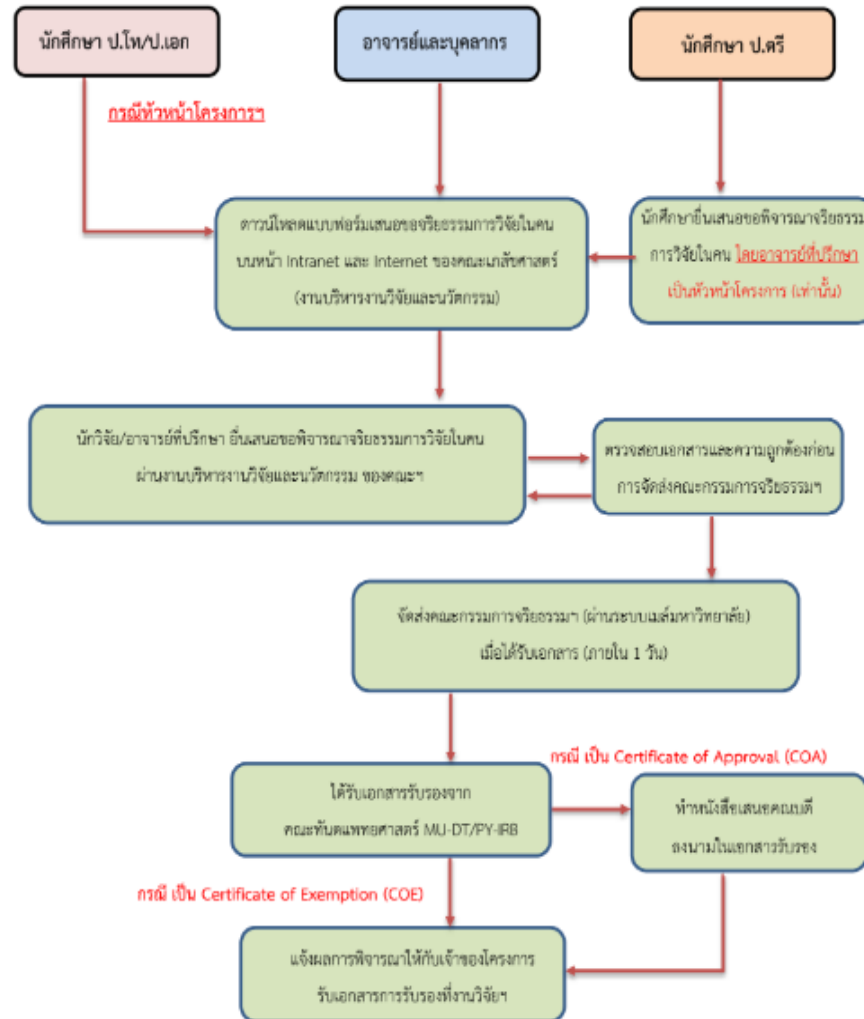 นักศึกษา ป.โท/ป.เอก
อาจารย์และบุคลากร
นักศึกษา ป.ตรี
กรณีหัวหน้าโครงการฯ
ดาวน์โหลดแบบฟอร์มเสนอขอจริยธรรมการวิจัยในคน
บนหน้า Intranet และ Internet ของคณะเภสัชศาสตร์
(งานบริหารงานวิจัยและนวัตกรรม)
นักศึกษายื่นเสนอขอพิจารณาจริยธรรม
การวิจัยในคน โดยอาจารย์ที่ปรึกษา
เป็นหัวหน้าโครงการ (เท่านั้น)
นักวิจัย/อาจารย์ที่ปรึกษา ยื่นเสนอขอพิจารณาจริยธรรมการวิจัยในคน
ผ่านงานบริหารงานวิจัยและนวัตกรรม ของคณะฯ
ตรวจสอบเอกสารและความถูกต้องก่อน
การจัดส่งคณะกรรมการจริยธรรมฯ
จัดส่งคณะกรรมการจริยธรรมฯ (ผ่านระบบเมล์มหาวิทยาลัย)
เมื่อได้รับเอกสาร (ภายใน 1 วัน)
กรณี เป็น Certificate of Approval (COA)
ได้รับเอกสารรับรองจาก
คณะทันตแพทยศาสตร์ MU-DT/PY-IRB
ทำหนังสือเสนอคณบดี
ลงนามในเอกสารรับรอง
กรณี เป็น Certificate of Exemption (COE)
แจ้งผลการพิจารณาให้กับเจ้าของโครงการ
รับเอกสารการรับรองที่งานวิจัยฯ